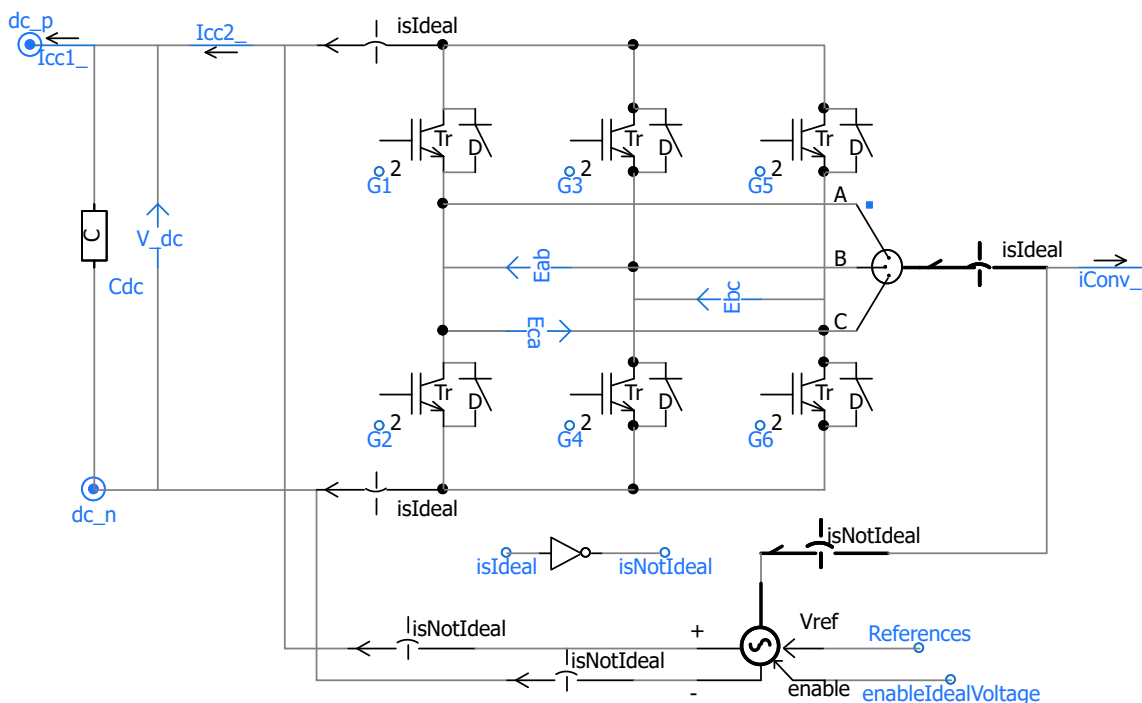 dc_p
Icc1_
Icc2_
isIdeal
Tr
D
2
G1
Tr
D
2
G3
Tr
D
2
G5
A
C
V_dc
Cdc
Eab
B
isIdeal
iConv_
Ebc
Eca
C
Tr
D
2
G2
Tr
D
2
G4
Tr
D
2
G6
dc_n
isIdeal
isIdeal
isNotIdeal
isNotIdeal
isNotIdeal
+
Vref
References
isNotIdeal
-
enable
enableIdealVoltage